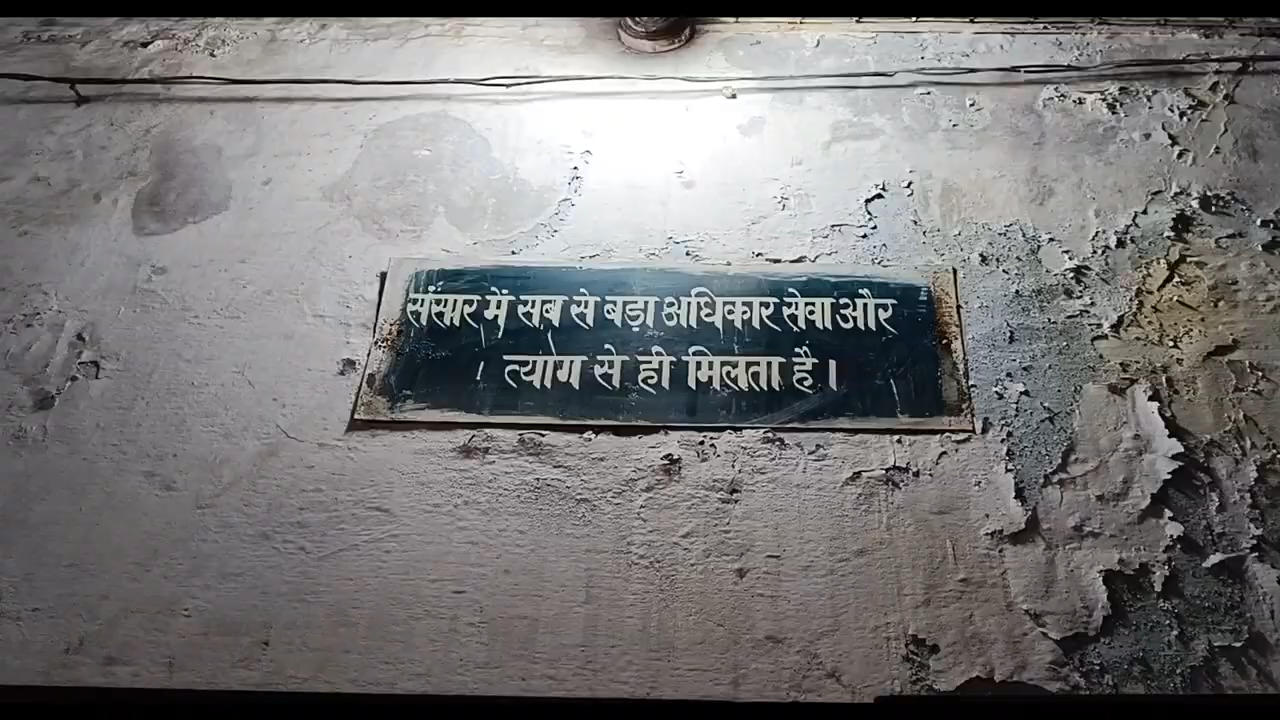 संसार में सब से बड़ा अधिकार सेवा और
त्याग से ही मिलता है।